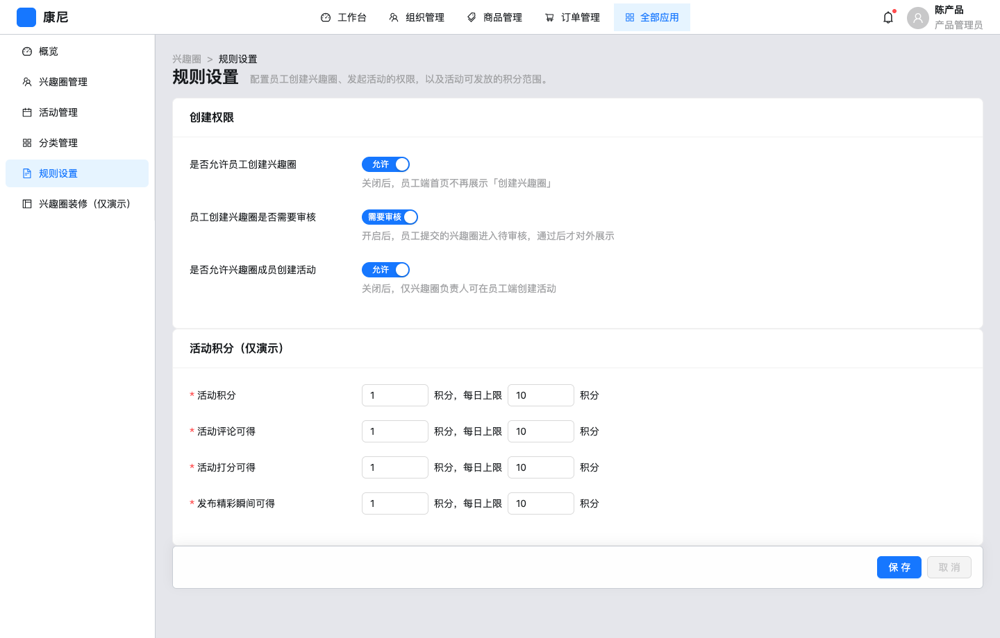 康尼
工作台
组织管理
商品管理
订单管理
全部应用
陈产品
产品管理员
概览
兴趣圈管理
活动管理
分类管理
规则设置
兴趣圈装修（仅演示）
兴趣圈 > 规则设置
规则设置 配置员工创建兴趣圈、发起活动的权限，以及活动可发放的积分范围。
创建权限
是否允许员工创建兴趣圈 允许
关闭后，员工端首页不再展示「创建兴趣圈」
员工创建兴趣圈是否需要审核 需要审核
开启后，员工提交的兴趣圈进入待审核，通过后才对外展示
是否允许兴趣圈成员创建活动 允许
关闭后，仅兴趣圈负责人可在员工端创建活动
活动积分（仅演示）
* 活动积分 1 积分，每日上限 10 积分
* 活动评论可得 1 积分，每日上限 10 积分
* 活动打分可得 1 积分，每日上限 10 积分
* 发布精彩瞬间可得 1 积分，每日上限 10 积分
保 存 取 消